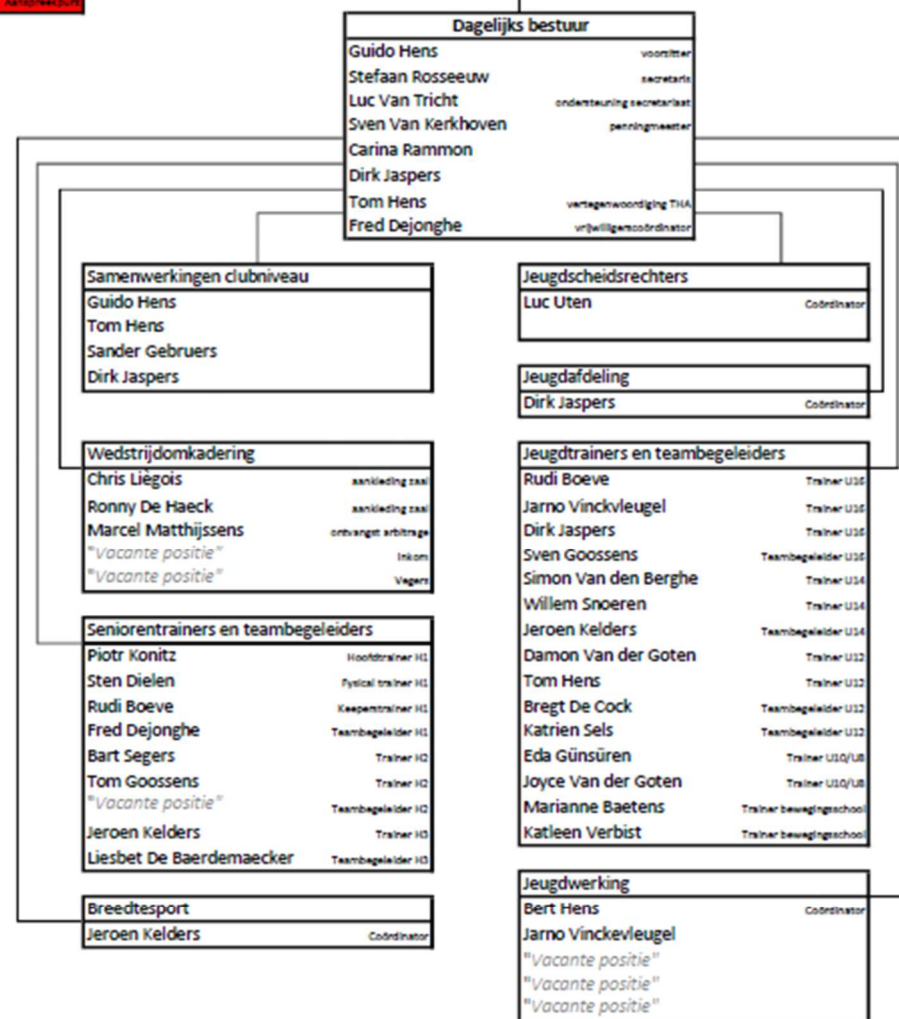 Aanspreekpunt
Dagelijks bestuur
Guido Hens voorzitter
Stefaan Rosseeuw secretaris
Luc Van Tricht ondersteuning secretariaat
Sven Van Kerkhoven penningmeester
Carina Rammon
Dirk Jaspers
Tom Hens vertegenwoordiging THA
Fred Dejonghe vrijwilligerscoördinator
Samenwerkingen clubniveau
Guido Hens
Tom Hens
Sander Gebruers
Dirk Jaspers
Jeugdscheidsrechters
Luc Uten Coördinator
Jeugdafdeling
Dirk Jaspers Coördinator
Wedstrijdomkadering
Chris Liègois aankleding zaal
Ronny De Haeck aankleding zaal
Marcel Matthijssens ontvangst arbitrage
"Vacante positie" Inkom
"Vacante positie" Vegers
Seniorentrainers en teambegeleiders
Piotr Konitz Hoofdtrainer H1
Sten Dielen Fysical trainer H1
Rudi Boeve Keeperstrainer H1
Fred Dejonghe Teambegeleider H1
Bart Segers Trainer H2
Tom Goossens Trainer H2
"Vacante positie" Teambegeleider H2
Jeroen Kelders Trainer H3
Liesbet De Baerdemaecker Teambegeleider H3
Breedtesport
Jeroen Kelders Coördinator
Jeugdtrainers en teambegeleiders
Rudi Boeve Trainer U16
Jarno Vinckvleugel Trainer U16
Dirk Jaspers Trainer U16
Sven Goossens Teambegeleider U16
Simon Van den Berghe Trainer U14
Willem Snoeren Trainer U14
Jeroen Kelders Teambegeleider U14
Damon Van der Goten Trainer U12
Tom Hens Trainer U12
Bregt De Cock Teambegeleider U12
Katrien Sels Teambegeleider U12
Eda Günsüren Trainer U10/U8
Joyce Van der Goten Trainer U10/U8
Marianne Baetens Trainer bewegingsschool
Katleen Verbist Trainer bewegingsschool
Jeugdwerking
Bert Hens Coördinator
Jarno Vinckevleugel
"Vacante positie"
"Vacante positie"
"Vacante positie"